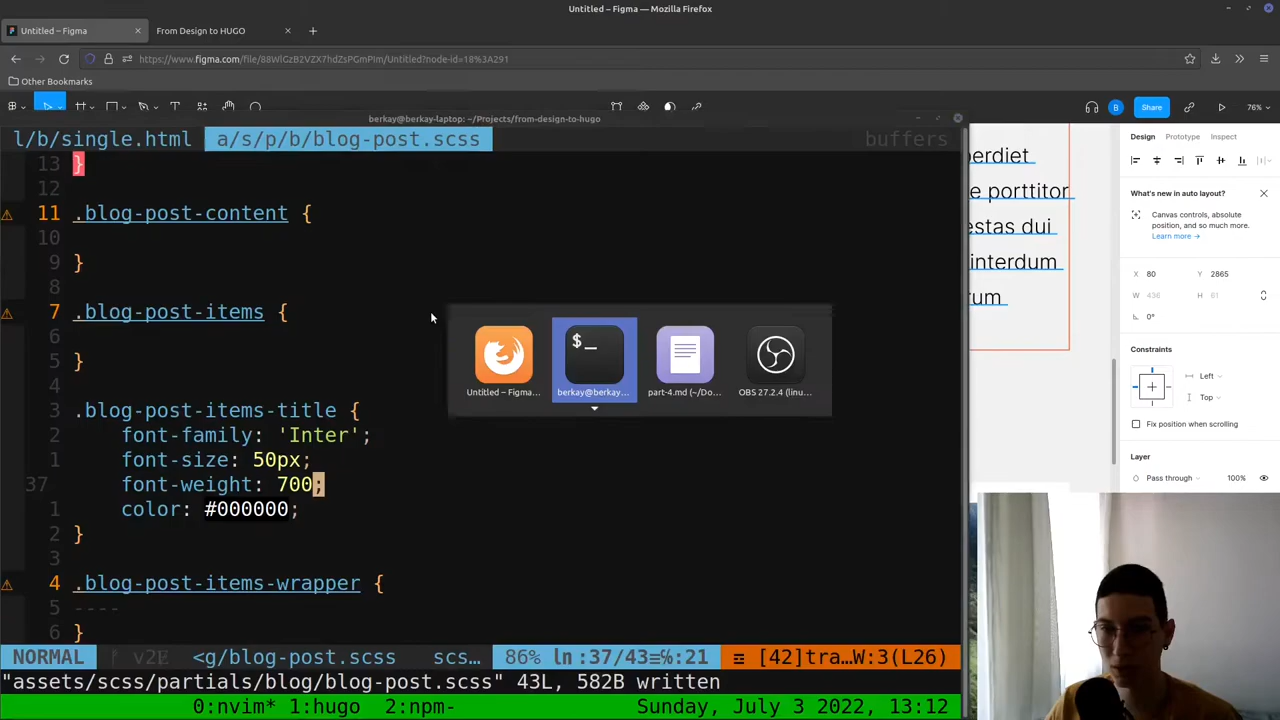 Untitled – Figma — Mozilla Firefox
Untitled – Figma
From Design to HUGO
https://www.figma.com/file/88WlGzB2VZX7hdZsPGmPIm/Untitled?node-id=18%3A291
Other Bookmarks
B
Share
76%
berkay@berkay-laptop: ~/Projects/from-design-to-hugo
l/b/single.html
a/s/p/b/blog-post.scss
buffers
13 }
12
11 .blog-post-content {
10
9 }
8
7 .blog-post-items {
6
5 }
4
3 .blog-post-items-title {
2 font-family: 'Inter';
1 font-size: 50px;
37 font-weight: 700;
1 color: #000000;
2 }
3
4 .blog-post-items-wrapper {
5 ----
6 }
NORMAL
v2E
<g/blog-post.scss
scs…
86% ln:37/43≡℅:21
☲ [42]tra…W:3(L26)
"assets/scss/partials/blog/blog-post.scss" 43L, 582B written
0:nvim* 1:hugo 2:npm-
Sunday, July 3 2022, 13:12
Untitled – Figma…
berkay@berkay…
part-4.md (~/Do…
OBS 27.2.4 (linu…
erdiet
e porttitor
estas dui
interdum
rum
Design
Prototype
Inspect
What's new in auto layout?
Canvas controls, absolute
position, and so much more.
Learn more →
X 80
Y 2865
W 436
H 61
0°
Constraints
Left
Top
Fix position when scrolling
Layer
Pass through
100%